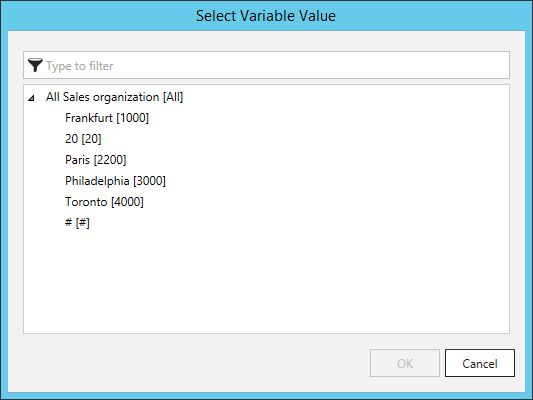 Select Variable Value
Type to filter
All Sales organization [All]
Frankfurt [1000]
20 [20]
Paris [2200]
Philadelphia [3000]
Toronto [4000]
# [#]
OK
Cancel